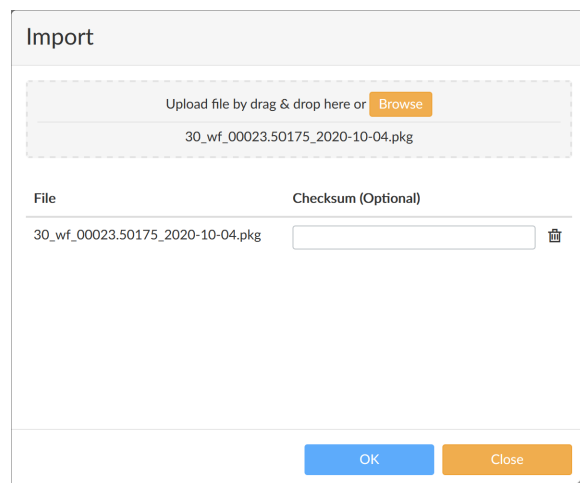 Import
Upload file by drag & drop here or Browse
30_wf_00023.50175_2020-10-04.pkg
File Checksum (Optional)
30_wf_00023.50175_2020-10-04.pkg
OK Close